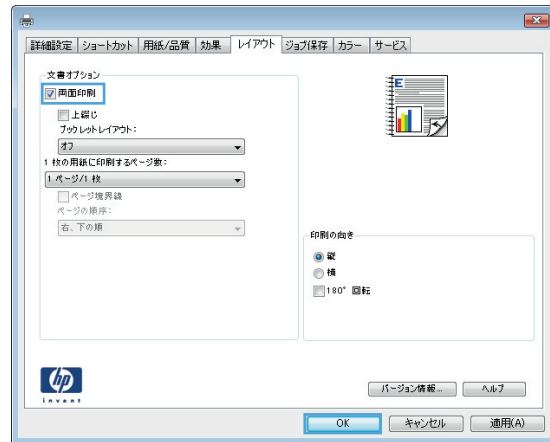 詳細設定 ショートカット 用紙/品質 効果 レイアウト ジョブ保存 カラー サービス
文書オプション
両面印刷
上綴じ
ブックレットレイアウト:
オフ
1 枚の用紙に印刷するページ数:
1 ページ/1 枚
ページ境界線
ページの順序:
右、下の順
E
印刷の向き
縦
横
180° 回転
hp
invent
バージョン情報... ヘルプ
OK キャンセル 適用(A)